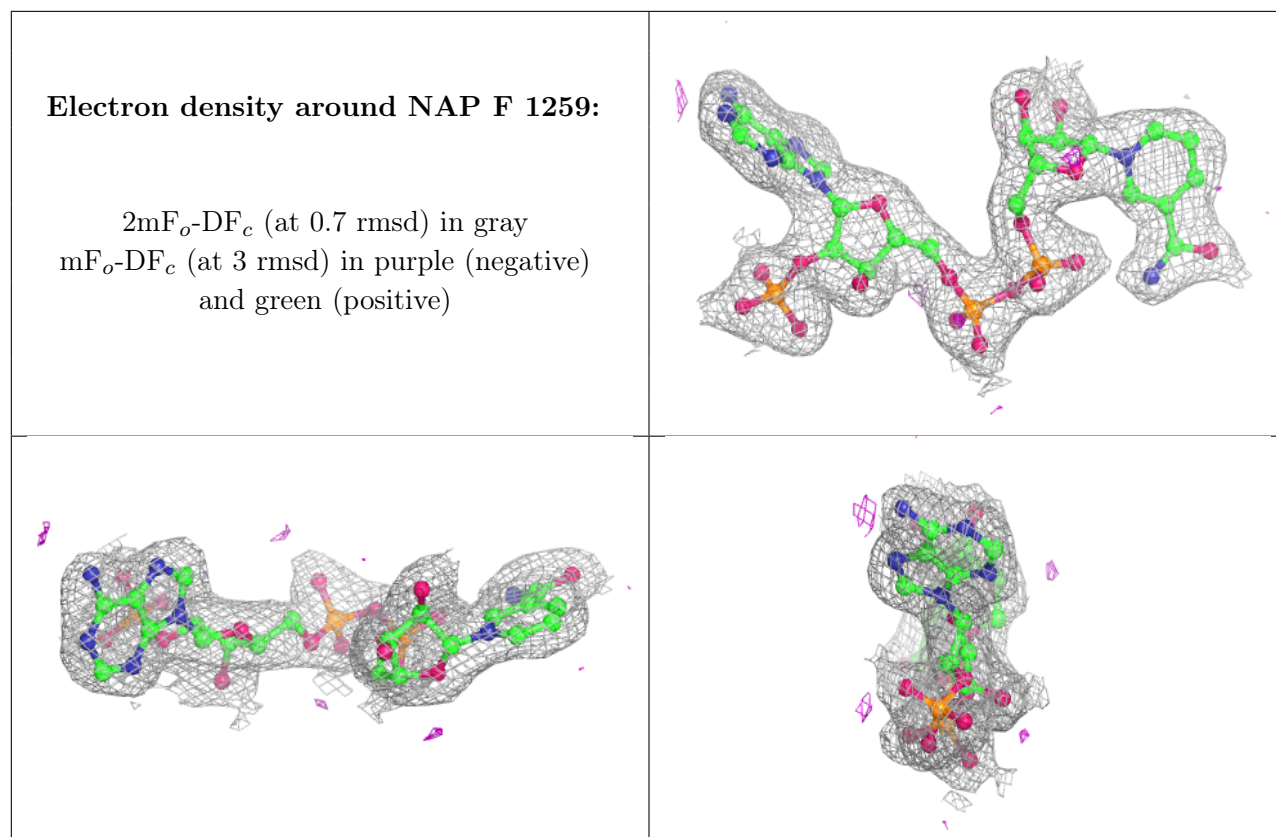 Electron density around NAP F 1259:
2mFo-DFc (at 0.7 rmsd) in gray
mFo-DFc (at 3 rmsd) in purple (negative)
and green (positive)